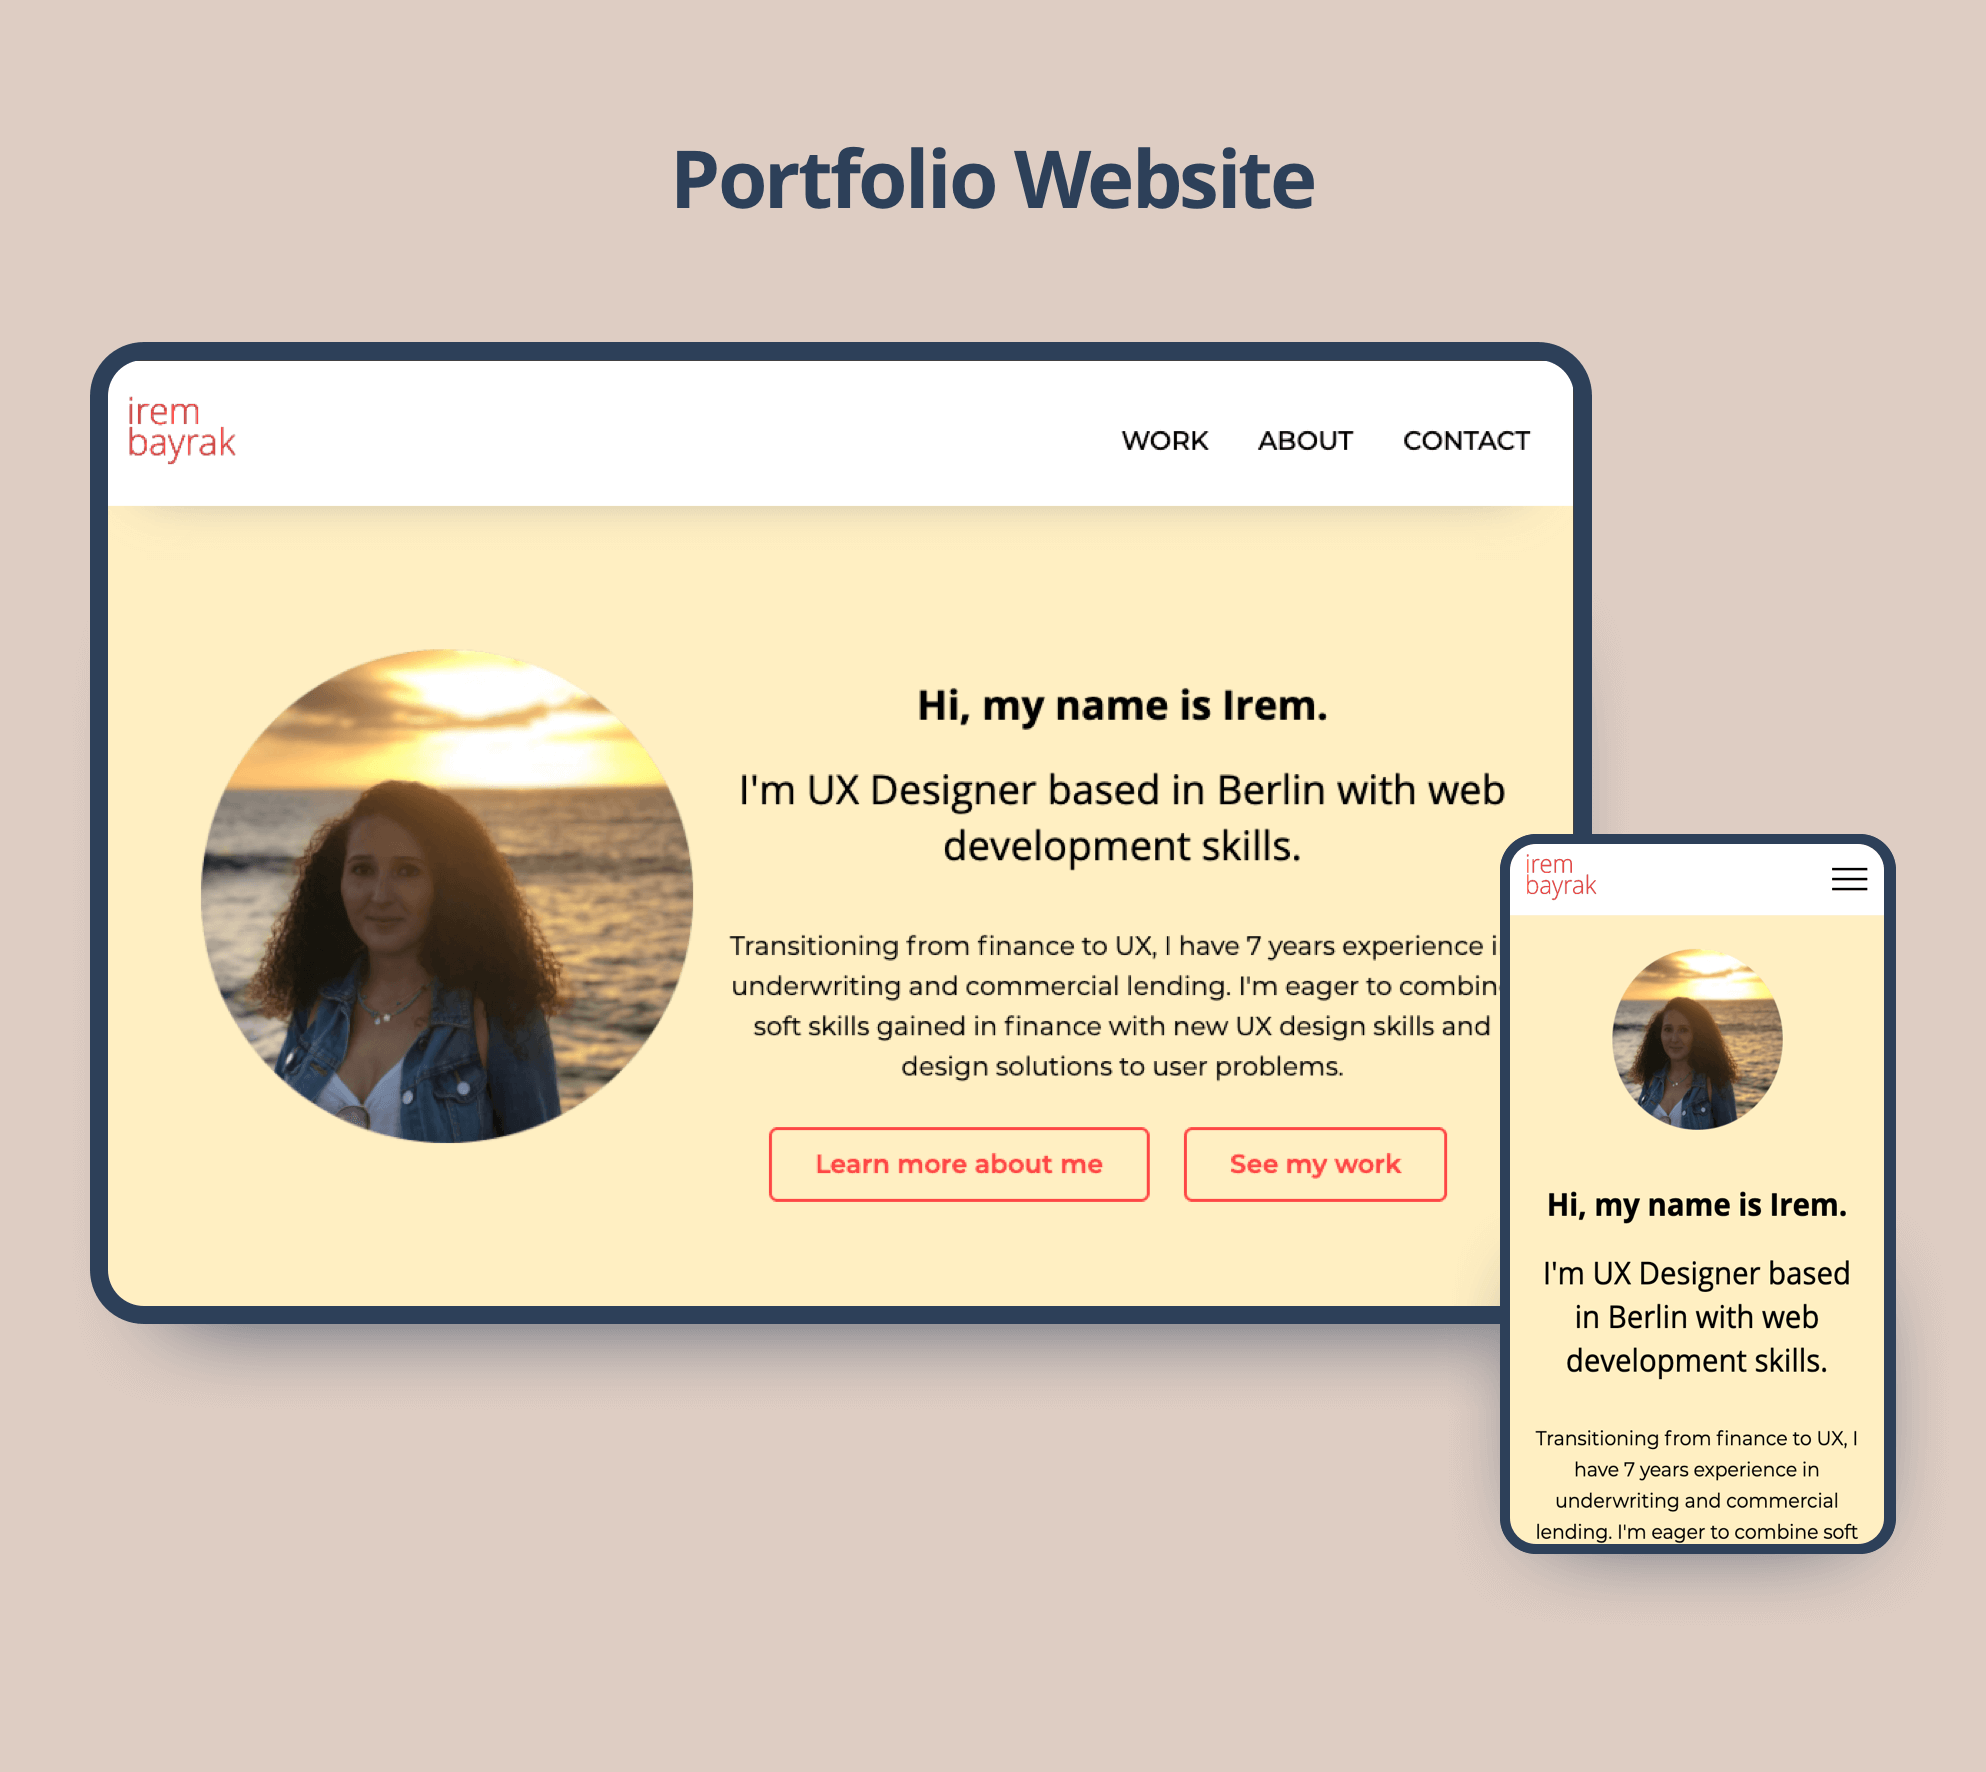 Portfolio Website
irem
bayrak
WORK ABOUT CONTACT
Hi, my name is Irem.
I'm UX Designer based in Berlin with web
development skills.
Transitioning from finance to UX, I have 7 years experience
underwriting and commercial lending. I'm eager to
soft skills gained in finance with new UX design skills and
design solutions to user problems.
Learn more about me See my work
irem
bayrak
Hi, my name is Irem.
I'm UX Designer based
in Berlin with web
development skills.
Transitioning from finance to UX, I
have 7 years experience in
underwriting and commercial
lending. I'm eager to combine soft